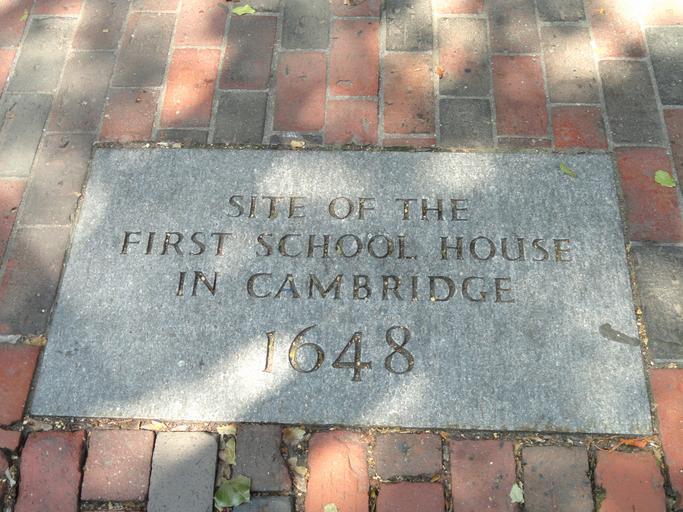 SITE OF THE
FIRST SCHOOL HOUSE
IN CAMBRIDGE
1648